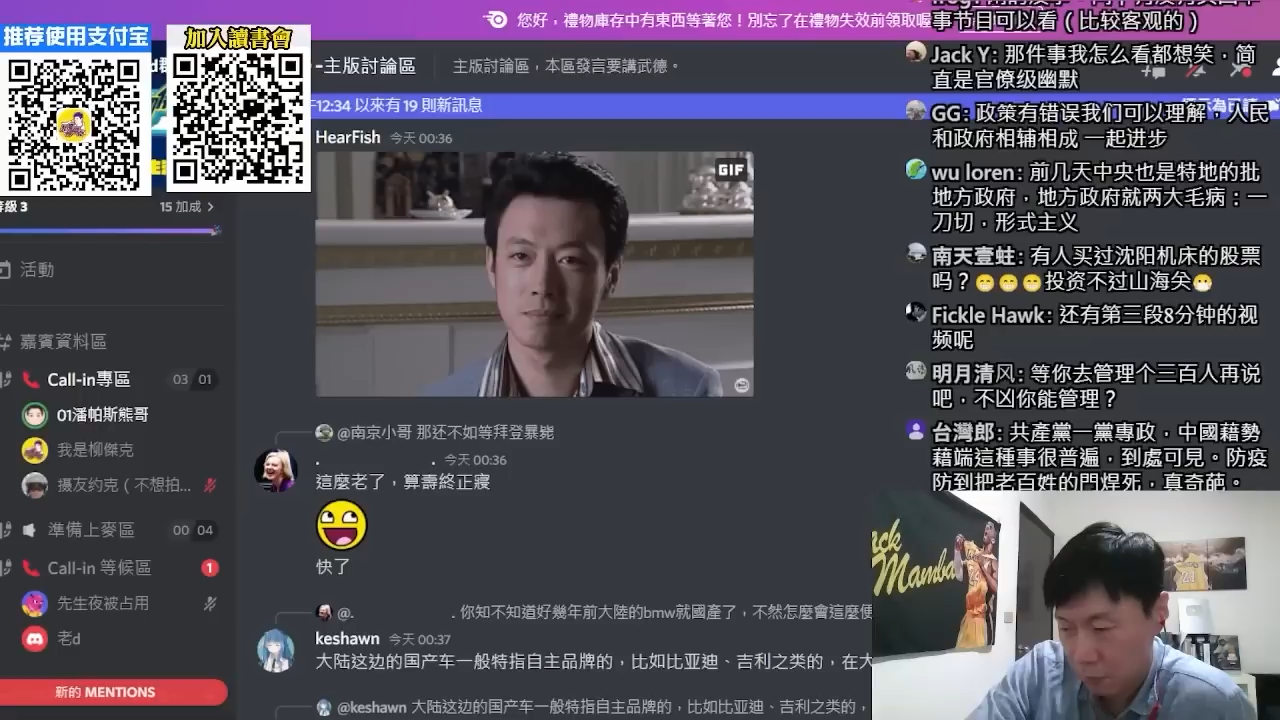 您好，禮物庫存中有東西等著您！別忘了在禮物失效前領取喔
推荐使用支付宝
加入讀書會
-主版討論區
主版討論區，本區發言要講武德。
12:34 以來有 19 則新訊息
HearFish 今天 00:36
GIF
級 3
15 加成
活動
嘉賓資料區
Call-in專區 03 01
01潘帕斯熊哥
我是柳傑克
摄友约克（不想拍...
準備上麥區 00 04
Call-in 等候區 1
先生夜被占用
老d
新的 MENTIONS
@南京小哥 那还不如等拜登暴毙
. . 今天 00:36
這麼老了，算壽終正寢
快了
@. . 你知不知道好幾年前大陸的bmw就國產了，不然怎麼會這麼便
keshawn 今天 00:37
大陆这边的国产车一般特指自主品牌的，比如比亚迪、吉利之类的，在大
@keshawn 大陆这边的国产车一般特指自主品牌的，比如比亚迪、吉利之类的，
事节目可以看（比较客观的）
Jack Y: 那件事我怎么看都想笑，简
直是官僚级幽默
GG: 政策有错误我们可以理解，人民
和政府相辅相成 一起进步
wu loren: 前几天中央也是特地的批
地方政府，地方政府就两大毛病：一
刀切，形式主义
南天壹蛀: 有人买过沈阳机床的股票
吗？😁😁😁投资不过山海关😷
Fickle Hawk: 还有第三段8分钟的视
频呢
明月清风: 等你去管理个三百人再说
吧，不凶你能管理？
台灣郎: 共產黨一黨專政，中國藉勢
藉端這種事很普遍，到處可見。防疫
防到把老百姓的門焊死，真奇葩。
Mamba